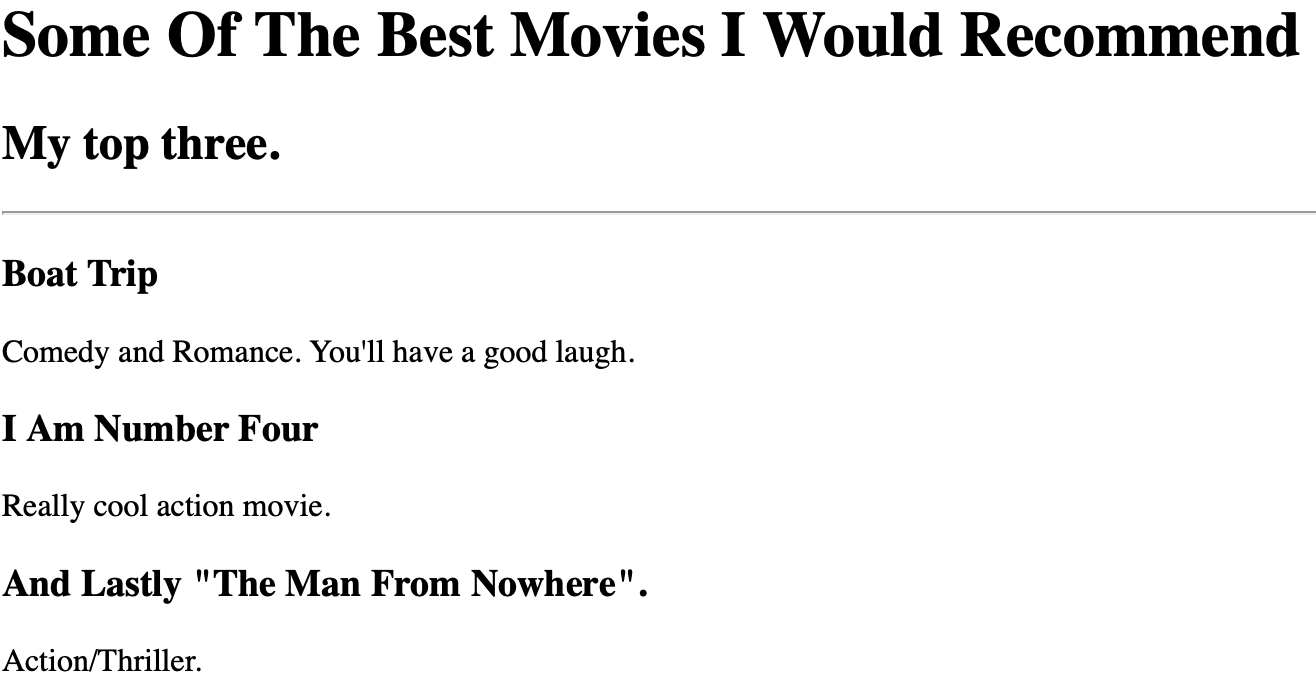 Some Of The Best Movies I Would Recommend
My top three.
Boat Trip
Comedy and Romance. You'll have a good laugh.
I Am Number Four
Really cool action movie.
And Lastly "The Man From Nowhere".
Action/Thriller.